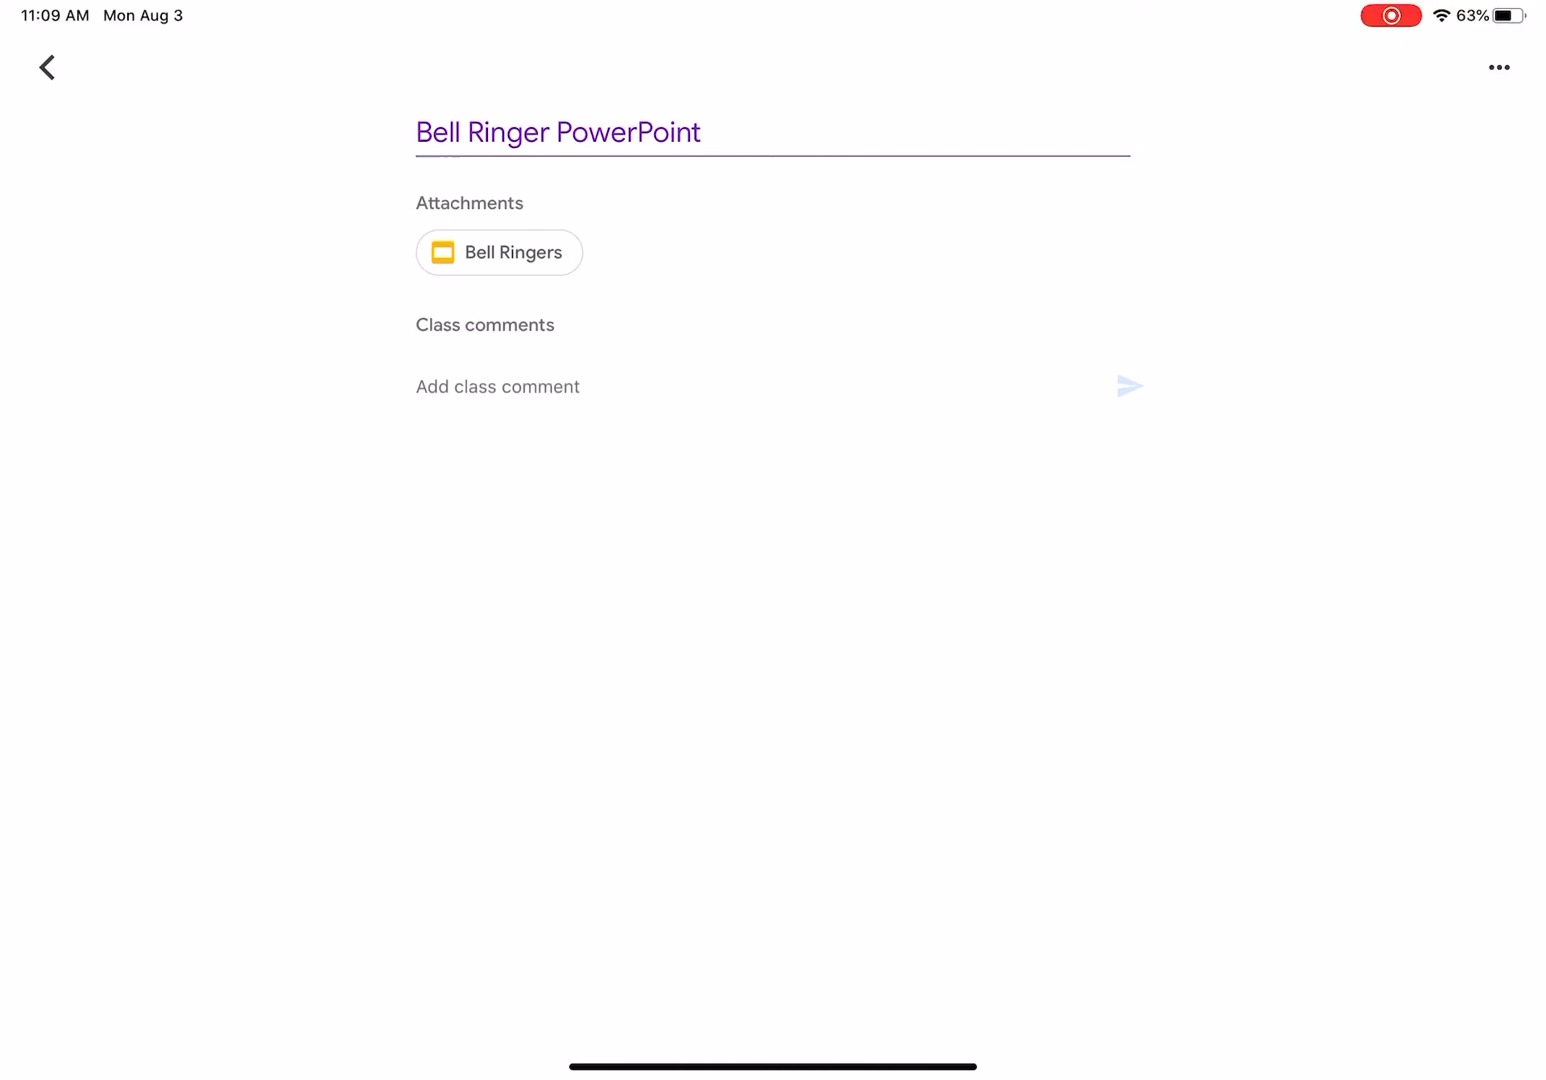 11:09 AM Mon Aug 3
63%
Bell Ringer PowerPoint
Attachments
Bell Ringers
Class comments
Add class comment